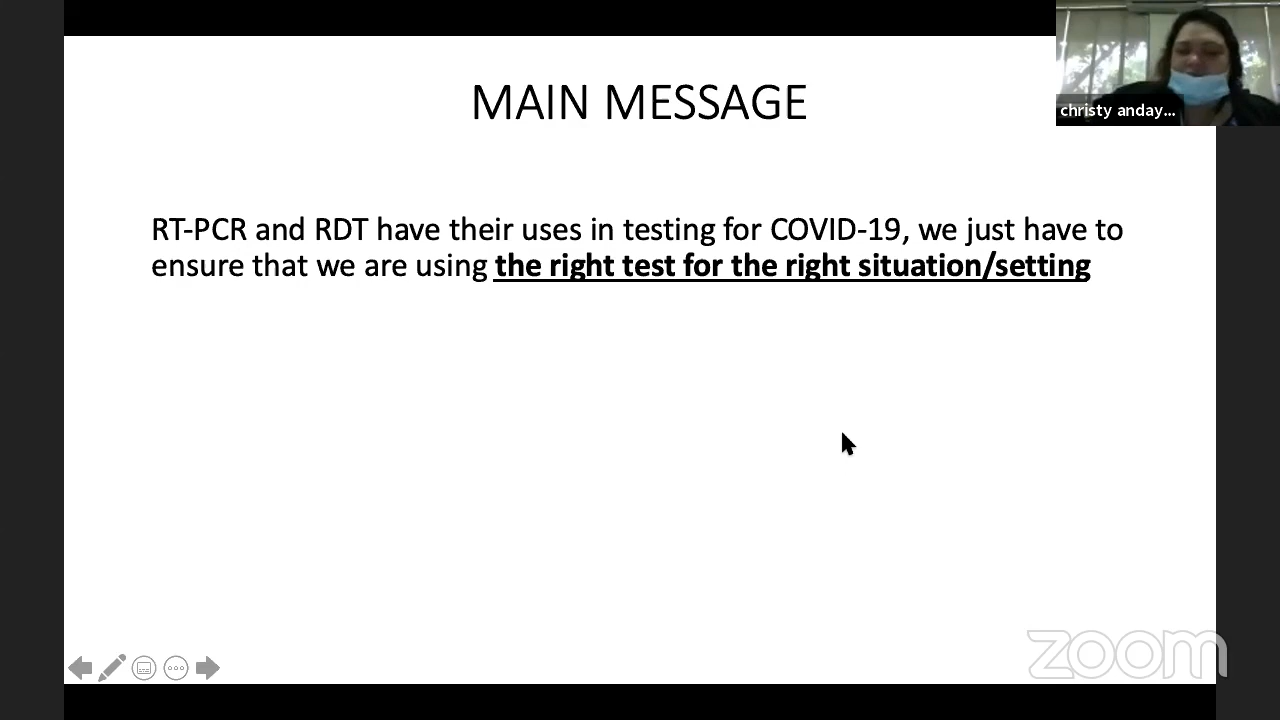 MAIN MESSAGE
christy anday...
RT-PCR and RDT have their uses in testing for COVID-19, we just have to
ensure that we are using the right test for the right situation/setting
zoom